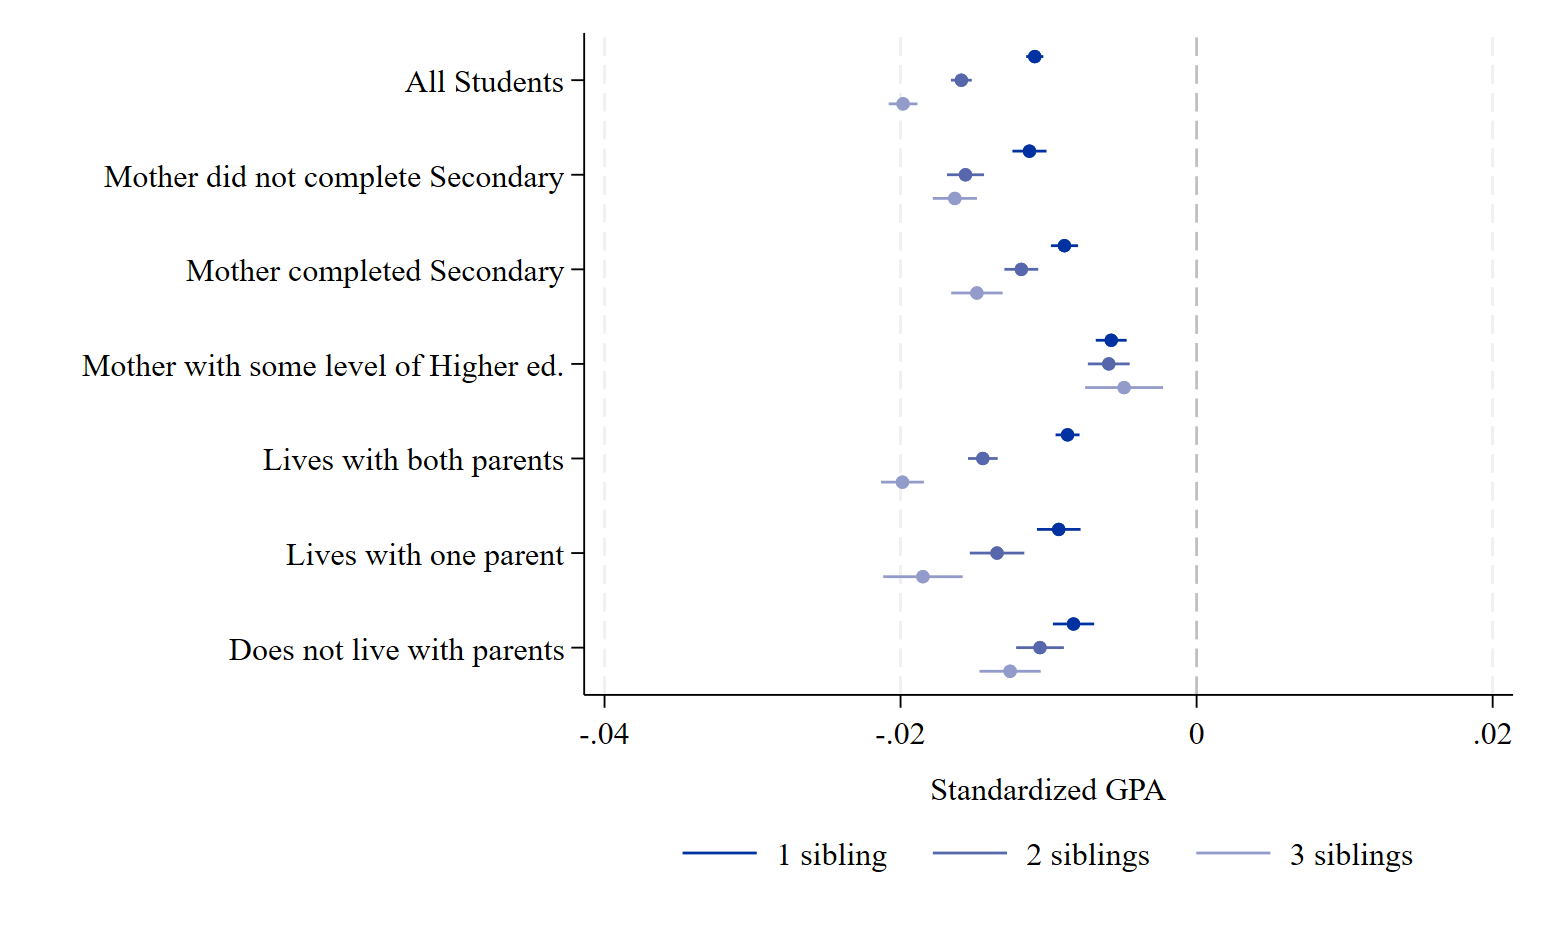 All Students
Mother did not complete Secondary
Mother completed Secondary
Mother with some level of Higher ed.
Lives with both parents
Lives with one parent
Does not live with parents
-.04 -.02 0 .02
Standardized GPA
1 sibling 2 siblings 3 siblings